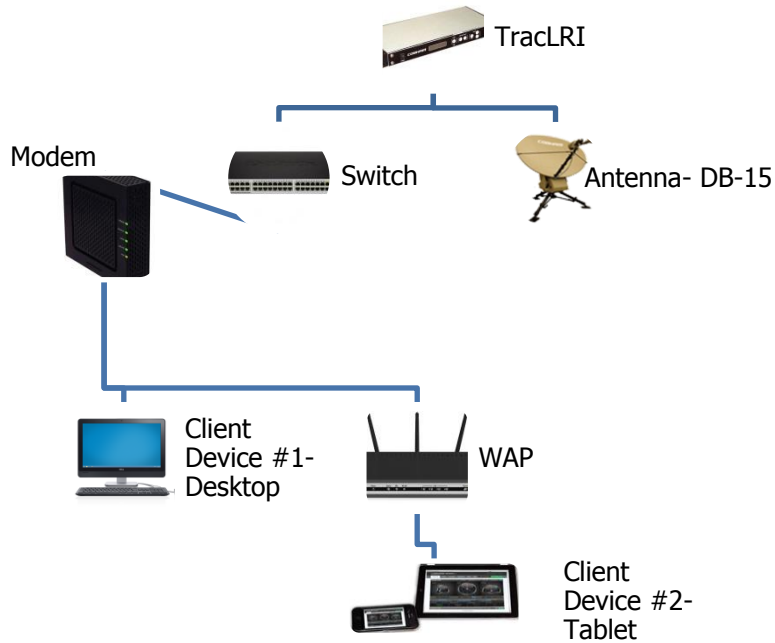 TracLRI
Modem
Switch
Antenna- DB-15
Client
Device #1-
Desktop
WAP
Client
Device #2-
Tablet